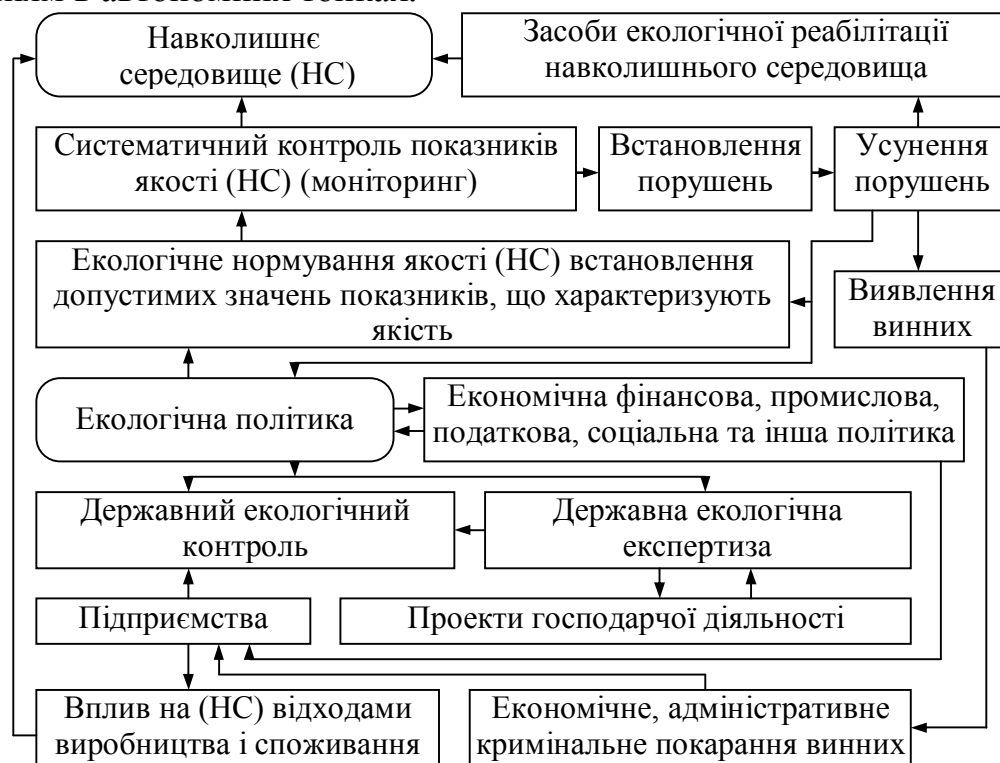 Навколишнє
середовище (НС)
Засоби екологічної реабілітації
навколишнього середовища
Систематичний контроль показників
якості (НС) (моніторинг)
Встановлення
порушень
Усунення
порушень
Екологічне нормування якості (НС) встановлення
допустимих значень показників, що характеризують
якість
Виявлення
винних
Екологічна політика
Економічна фінансова, промислова,
податкова, соціальна та інша політика
Державний екологічний
контроль
Державна екологічна
експертиза
Підприємства
Проекти господарчої діяльності
Вплив на (НС) відходами
виробництва і споживання
Економічне, адміністративне
кримінальне покарання винних